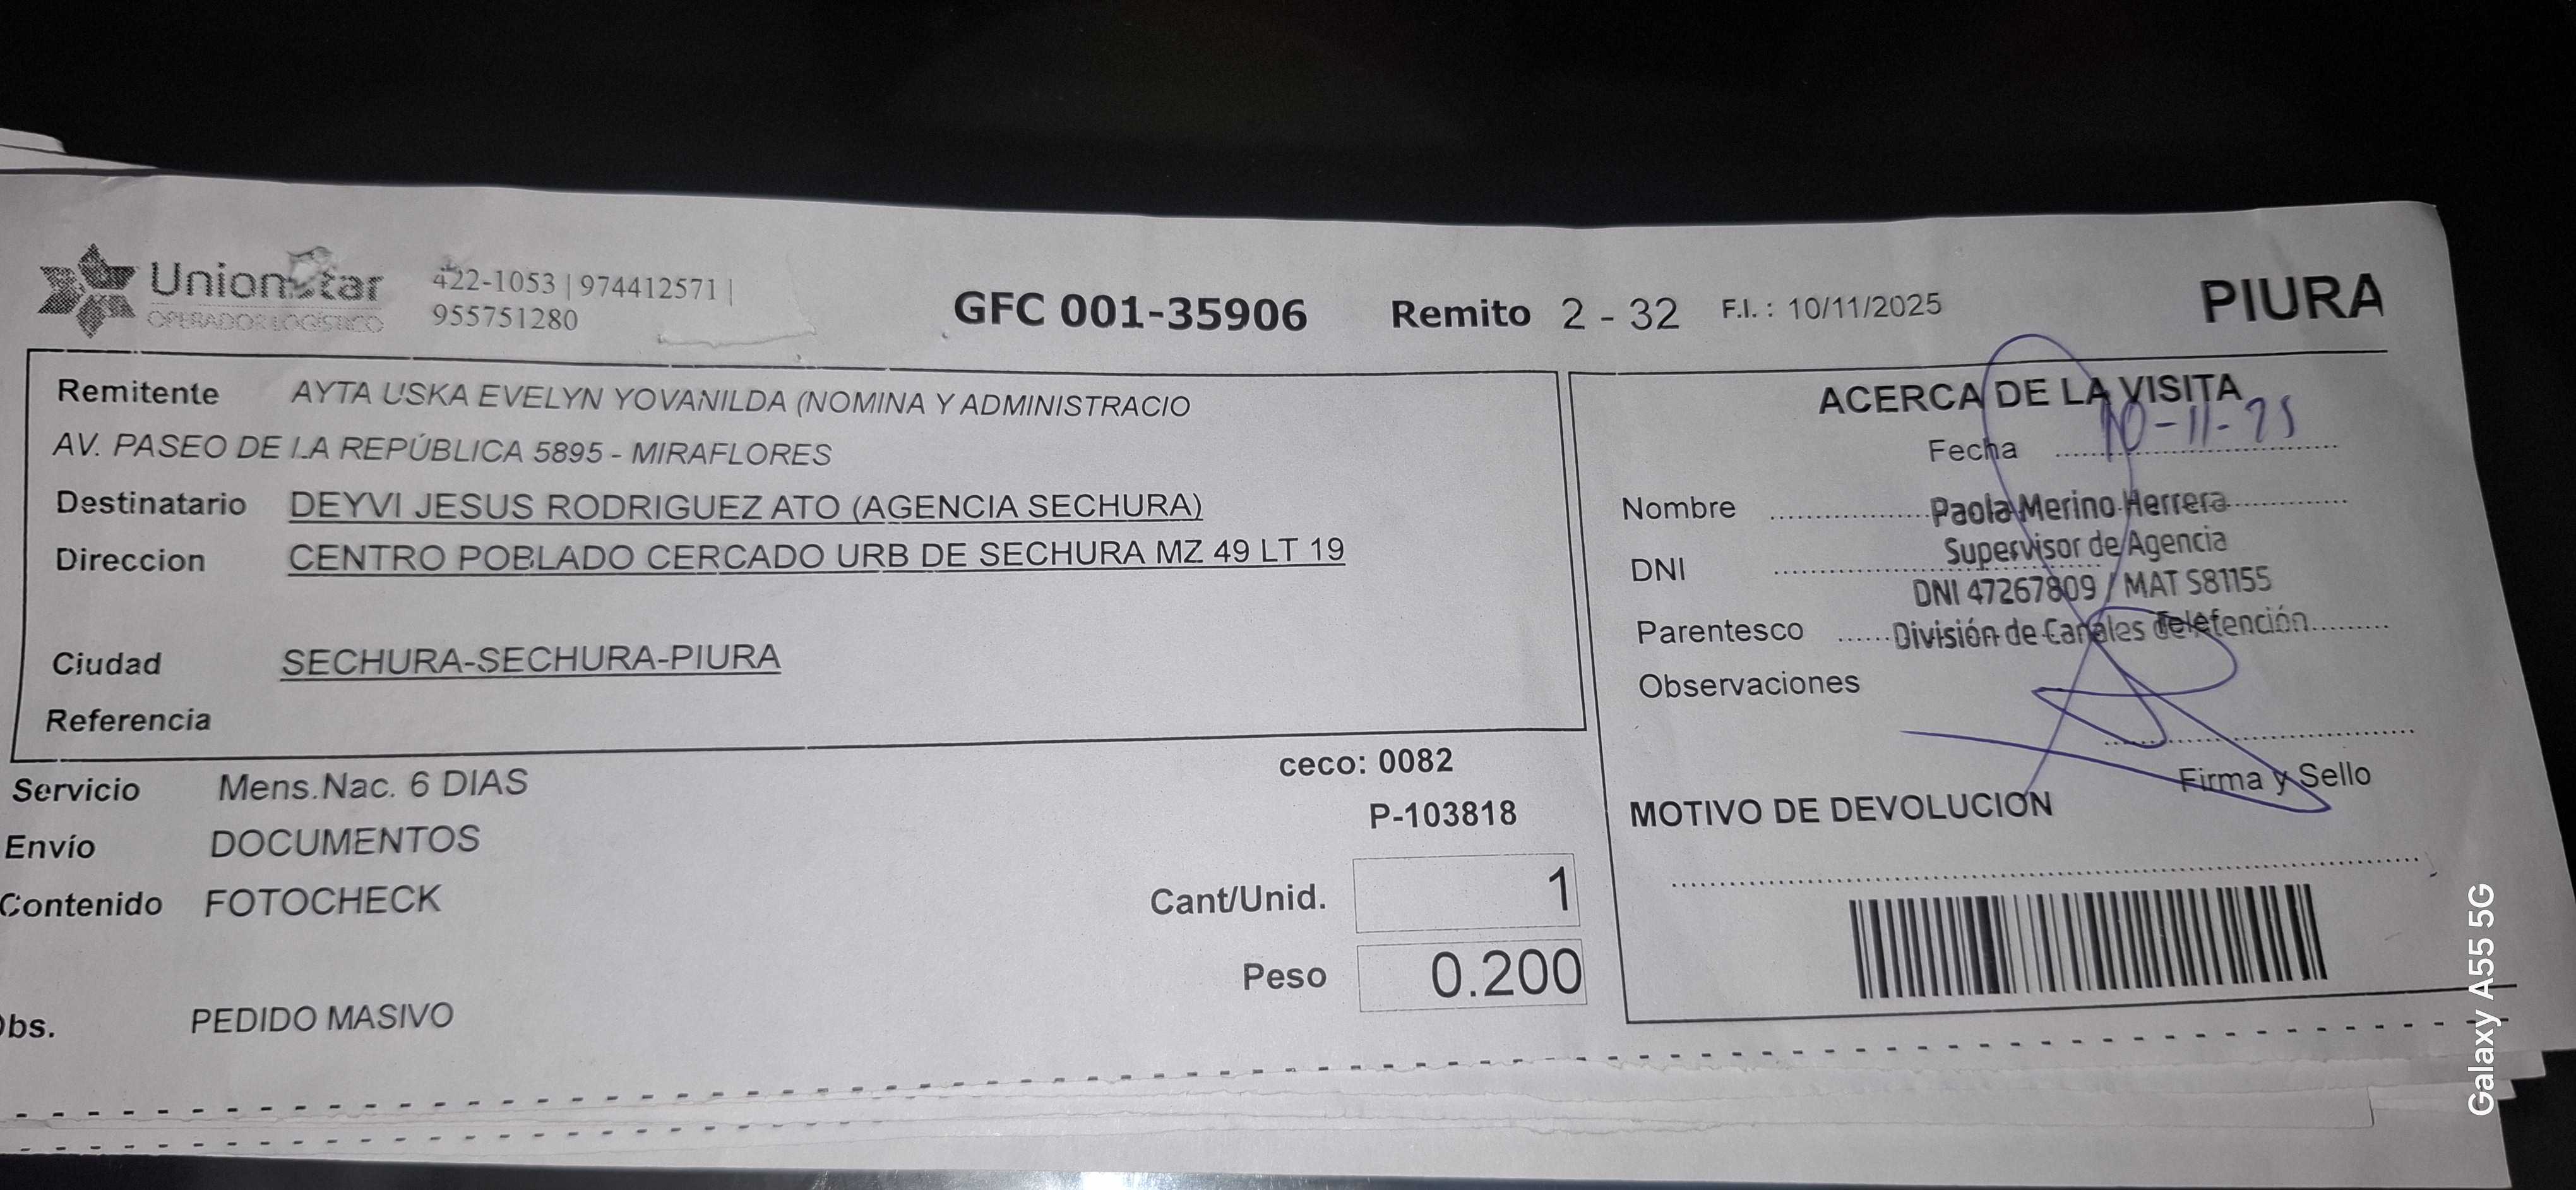 UnionStar
OPERADOR LOGÍSTICO
422-1053 | 974412571 |
955751280
GFC 001-35906 Remito 2 - 32 F.I. : 10/11/2025
PIURA
Remitente AYTA USKA EVELYN YOVANILDA (NOMINA Y ADMINISTRACIO
AV. PASEO DE LA REPÚBLICA 5895 - MIRAFLORES
Destinatario DEYVI JESUS RODRIGUEZ ATO (AGENCIA SECHURA)
Direccion CENTRO POBLADO CERCADO URB DE SECHURA MZ 49 LT 19
Ciudad SECHURA-SECHURA-PIURA
Referencia
Servicio Mens.Nac. 6 DIAS
Envío DOCUMENTOS
Contenido FOTOCHECK
Obs. PEDIDO MASIVO
ceco: 0082
P-103818
Cant/Unid. 1
Peso 0.200
ACERCA DE LA VISITA
Fecha 10-11-25
Nombre Paola Merino Herrera
Supervisor de Agencia
DNI DNI 47267809 / MAT S81155
Parentesco División de Canales de
Observaciones
Firma y Sello
MOTIVO DE DEVOLUCION
Galaxy A55 5G